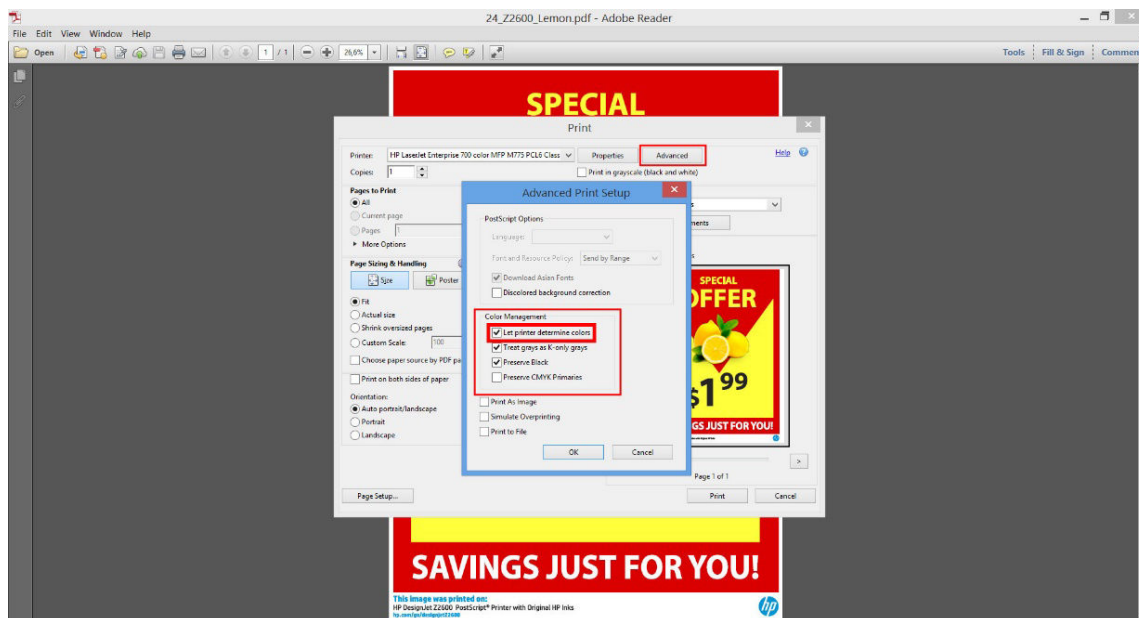 24_Z2600_Lemon.pdf - Adobe Reader
File Edit View Window Help
Open 1 / 1 26,6% Tools Fill & Sign Commen
SPECIAL
Print
Printer: HP LaserJet Enterprise 700 color MFP M775 PCL6 Class Properties Advanced Help
Copies: 1 Print in grayscale (black and white)
Pages to Print
All
Current page
Pages 1
More Options
Page Sizing & Handling
Size Poster
Fit
Actual size
Shrink oversized pages
Custom Scale: 100
Choose paper source by PDF pa
Print on both sides of paper
Orientation:
Auto portrait/landscape
Portrait
Landscape
Advanced Print Setup
PostScript Options
Language:
Font and Resource Policy: Send by Range
Download Asian Fonts
Discolored background correction
Color Management
Let printer determine colors
Treat grays as K-only grays
Preserve Black
Preserve CMYK Primaries
Print As Image
Simulate Overprinting
Print to File
OK Cancel
s
ments
s
SPECIAL
OFFER
$1 99
GS JUST FOR YOU!
>
Page 1 of 1
Page Setup... Print Cancel
SAVINGS JUST FOR YOU!
This image was printed on:
HP DesignJet Z2600 PostScript® Printer with Original HP Inks
hp.com/go/designjetZ2600
hp